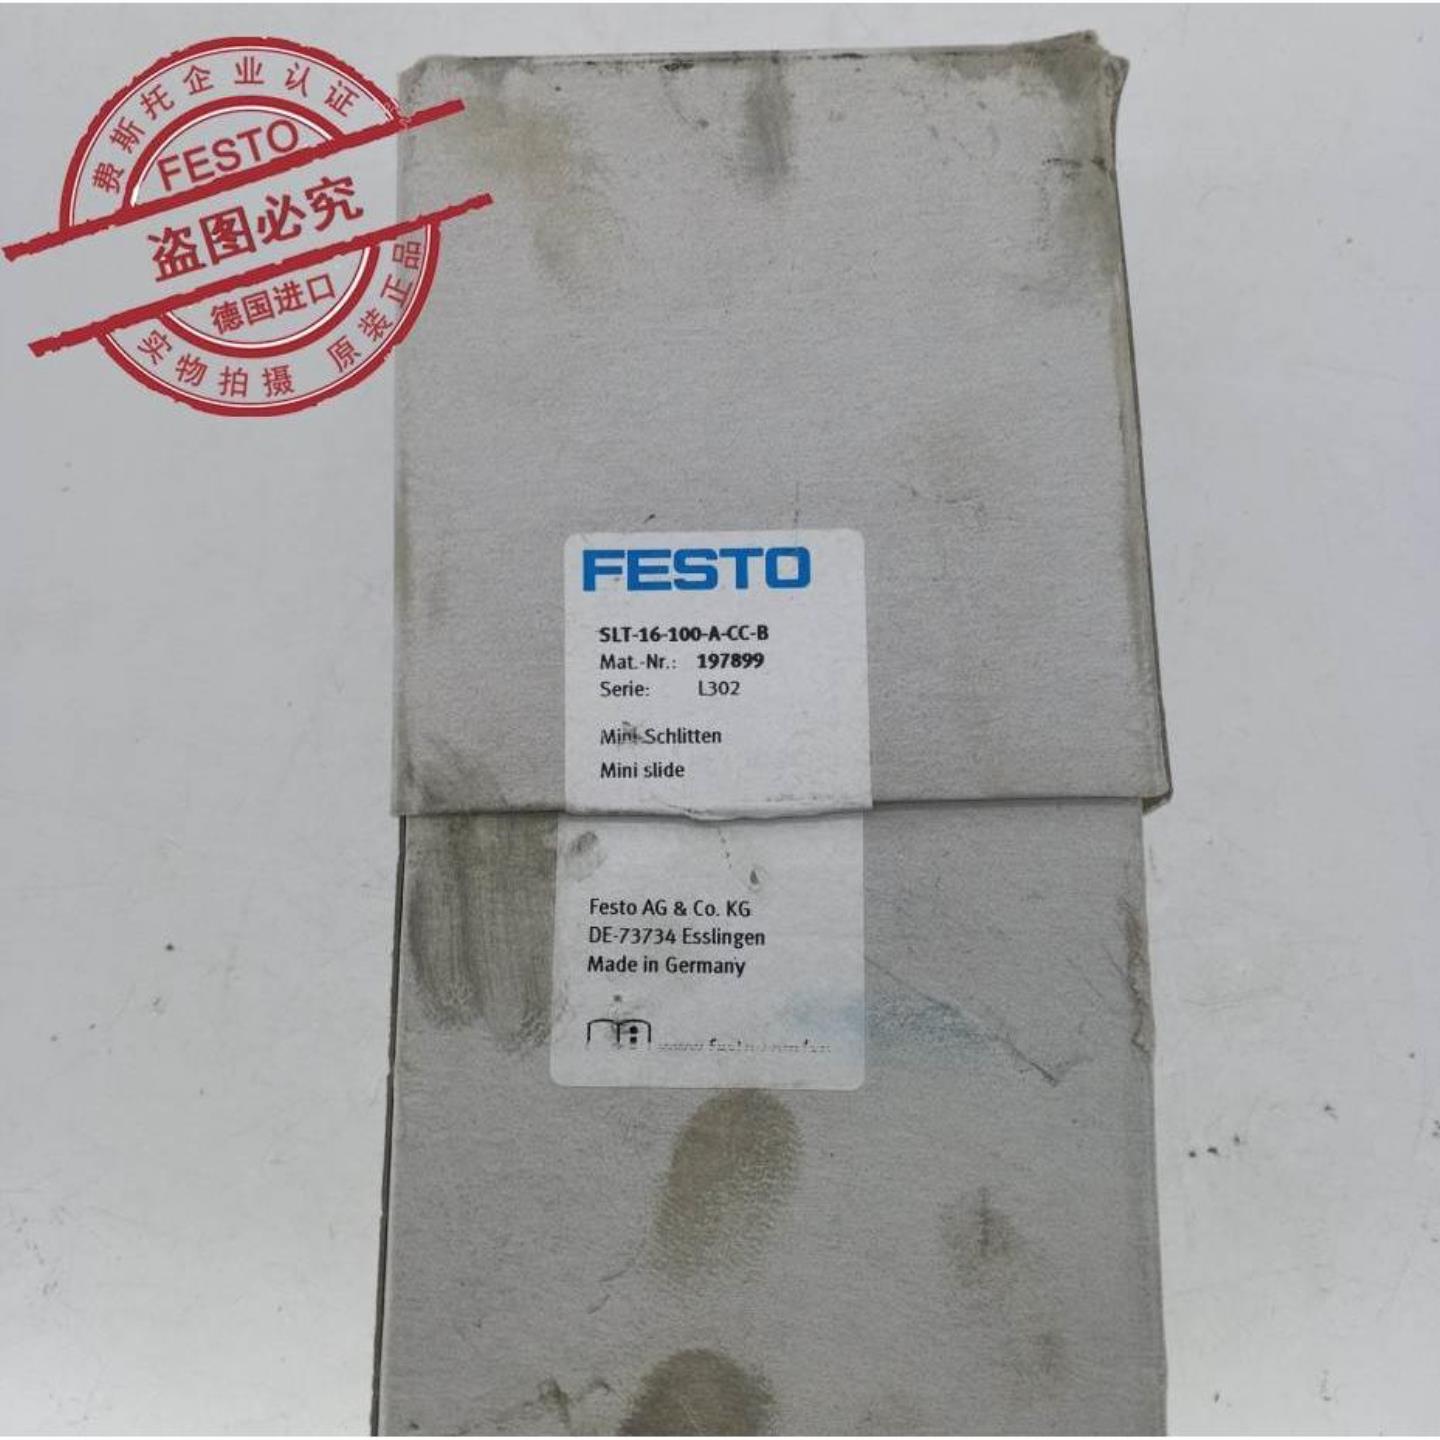 费斯托企业认证
FESTO
盗图必究
德国进口
实物拍摄 原装正品
FESTO
SLT-16-100-A-CC-B
Mat.-Nr.: 197899
Serie: L302
Mini-Schlitten
Mini slide
Festo AG & Co. KG
DE-73734 Esslingen
Made in Germany